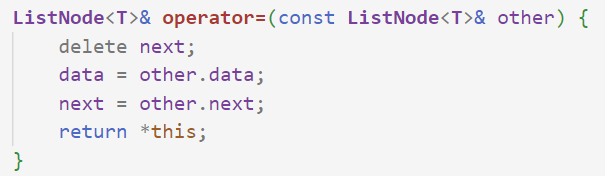 ListNode<T>& operator=(const ListNode<T>& other) {
    delete next;
    data = other.data;
    next = other.next;
    return *this;
}